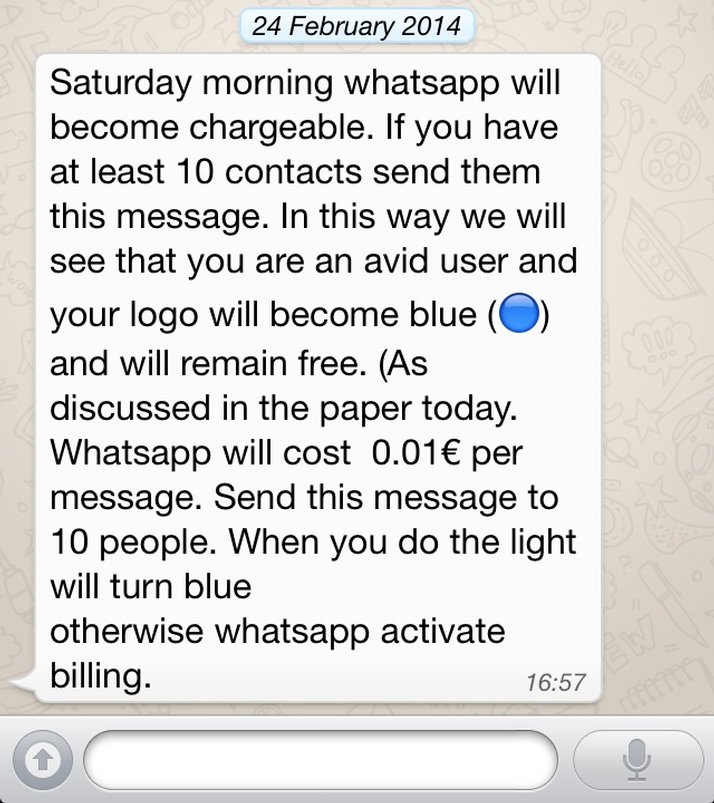 24 February 2014
Saturday morning whatsapp will
become chargeable. If you have
at least 10 contacts send them
this message. In this way we will
see that you are an avid user and
your logo will become blue (🔵)
and will remain free. (As
discussed in the paper today.
Whatsapp will cost  0.01€ per
message. Send this message to
10 people. When you do the light
will turn blue
otherwise whatsapp activate
billing.
16:57